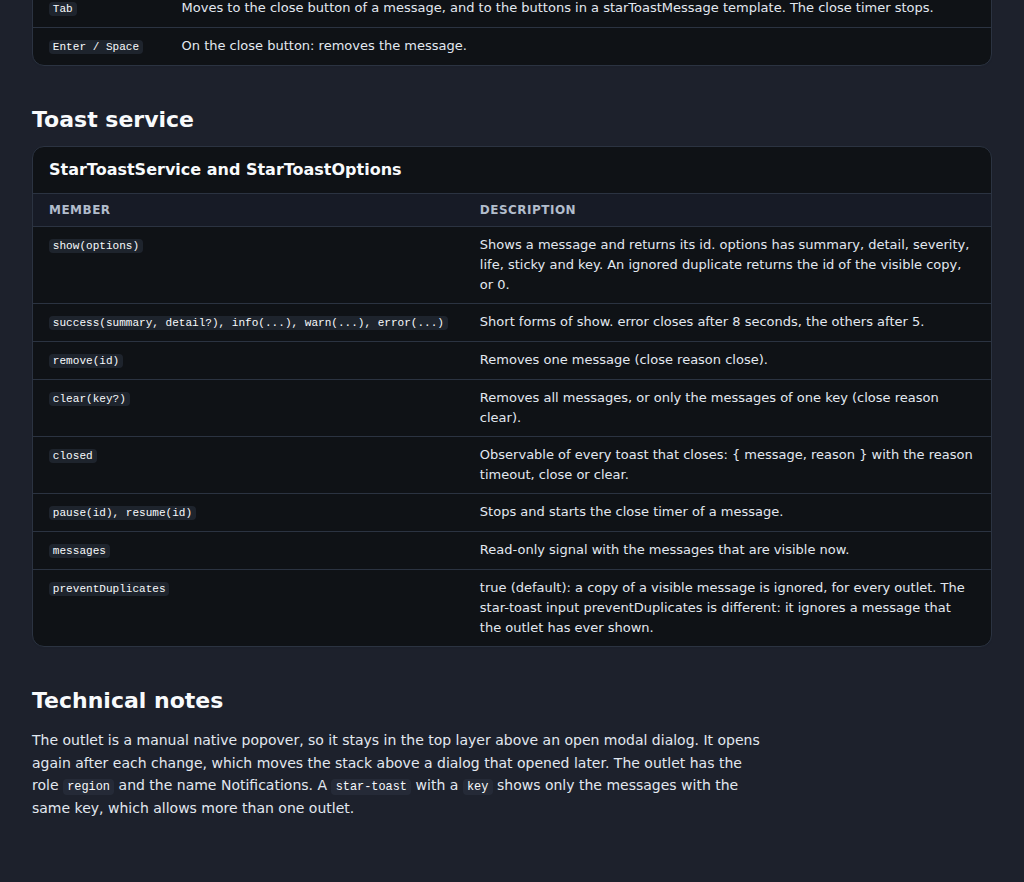 Tab Moves to the close button of a message, and to the buttons in a starToastMessage template. The close timer stops.
Enter / Space On the close button: removes the message.
Toast service
StarToastService and StarToastOptions
MEMBER DESCRIPTION
show(options) Shows a message and returns its id. options has summary, detail, severity,
life, sticky and key. An ignored duplicate returns the id of the visible copy,
or 0.
success(summary, detail?), info(...), warn(...), error(...) Short forms of show. error closes after 8 seconds, the others after 5.
remove(id) Removes one message (close reason close).
clear(key?) Removes all messages, or only the messages of one key (close reason
clear).
closed Observable of every toast that closes: { message, reason } with the reason
timeout, close or clear.
pause(id), resume(id) Stops and starts the close timer of a message.
messages Read-only signal with the messages that are visible now.
preventDuplicates true (default): a copy of a visible message is ignored, for every outlet. The
star-toast input preventDuplicates is different: it ignores a message that
the outlet has ever shown.
Technical notes
The outlet is a manual native popover, so it stays in the top layer above an open modal dialog. It opens
again after each change, which moves the stack above a dialog that opened later. The outlet has the
role region and the name Notifications. A star-toast with a key shows only the messages with the
same key, which allows more than one outlet.